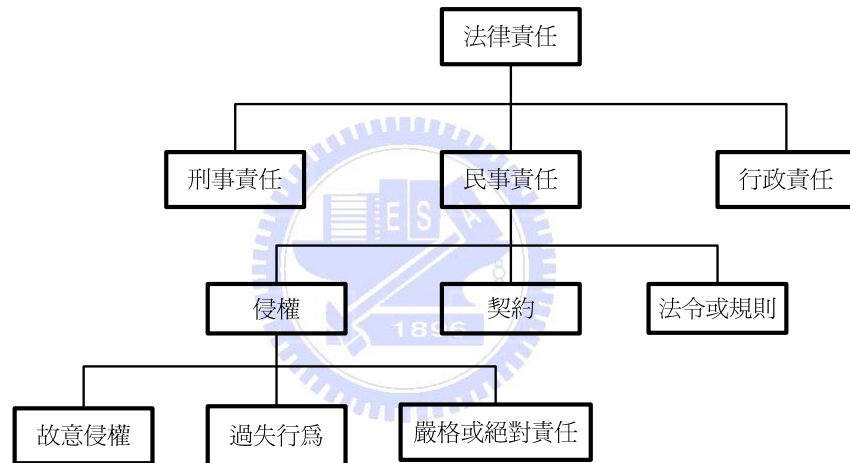 法律責任
刑事責任
民事責任
行政責任
侵權
契約
法令或規則
故意侵權
過失行爲
嚴格或絕對責任
ESA
1896